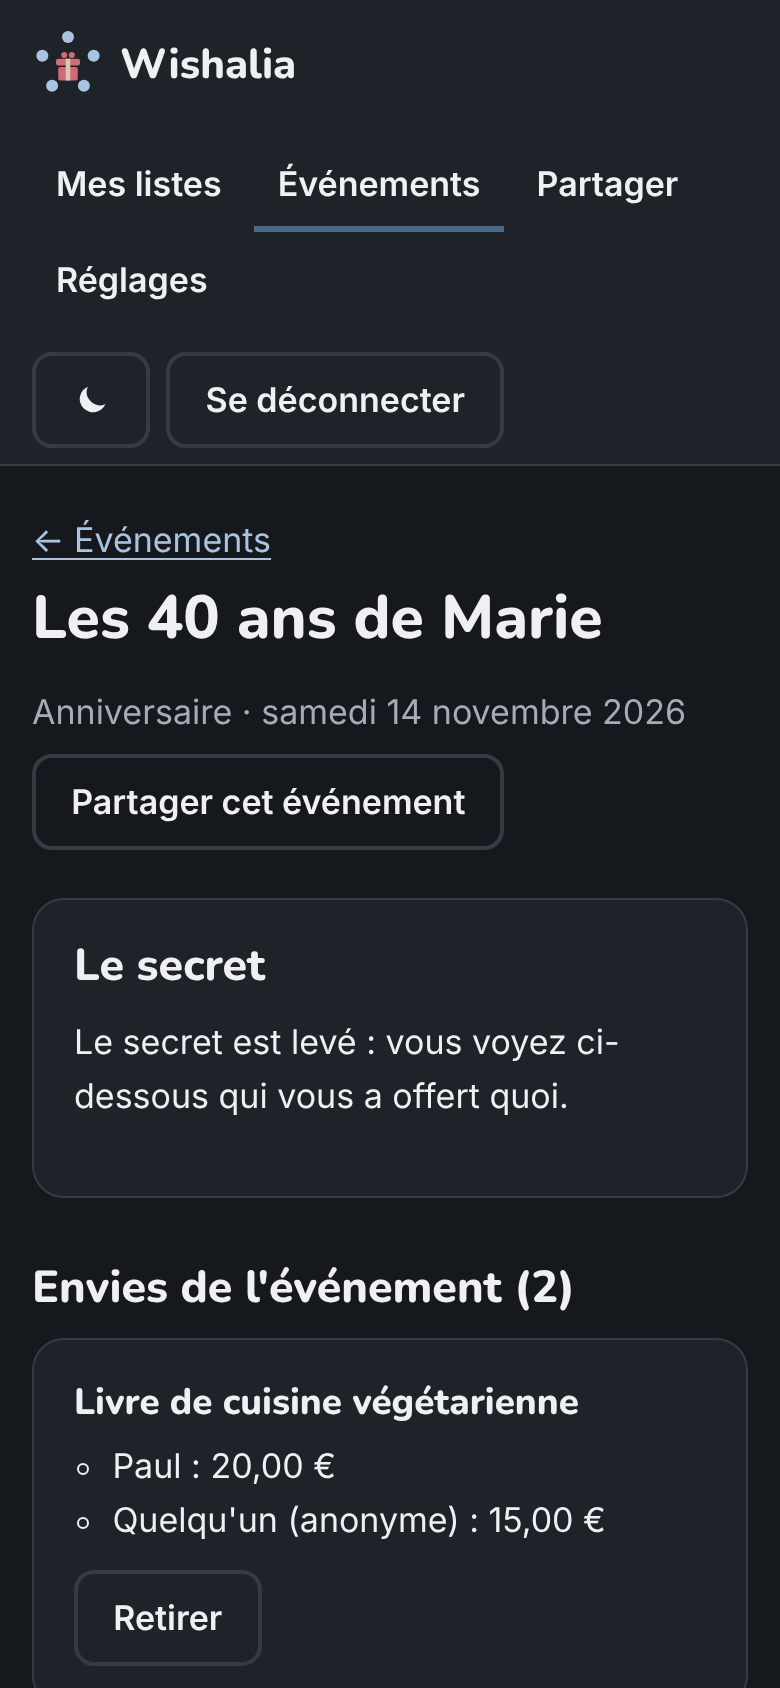 Wishalia
Mes listes
Événements
Partager
Réglages
Se déconnecter
← Événements
Les 40 ans de Marie
Anniversaire · samedi 14 novembre 2026
Partager cet événement
Le secret
Le secret est levé : vous voyez ci-
dessous qui vous a offert quoi.
Envies de l'événement (2)
Livre de cuisine végétarienne
Paul : 20,00 €
Quelqu'un (anonyme) : 15,00 €
Retirer